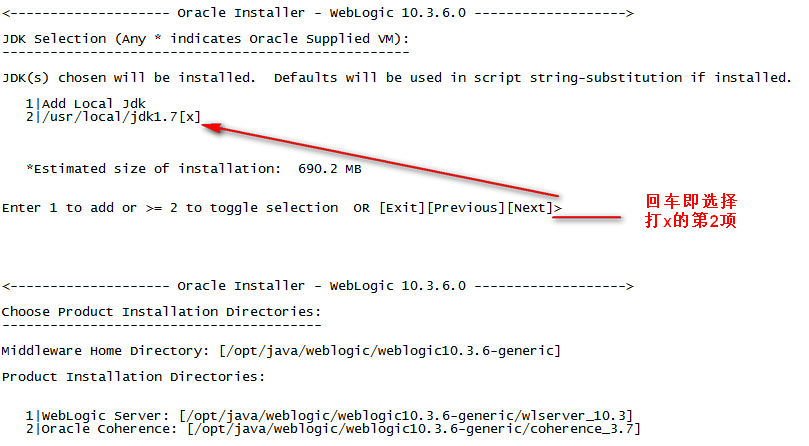 <------------------- Oracle Installer - WebLogic 10.3.6.0 ------------------->
JDK Selection (Any * indicates Oracle Supplied VM):
---------------------------------------------------
JDK(s) chosen will be installed.  Defaults will be used in script string-substitution if installed.
1|Add Local Jdk
2|/usr/local/jdk1.7[x]
*Estimated size of installation:  690.2 MB
Enter 1 to add or >= 2 to toggle selection  OR [Exit][Previous][Next]>
回车即选择
打x的第2项
<------------------- Oracle Installer - WebLogic 10.3.6.0 ------------------->
Choose Product Installation Directories:
----------------------------------------
Middleware Home Directory: [/opt/java/weblogic/weblogic10.3.6-generic]
Product Installation Directories:
1|WebLogic Server: [/opt/java/weblogic/weblogic10.3.6-generic/wlserver_10.3]
2|Oracle Coherence: [/opt/java/weblogic/weblogic10.3.6-generic/coherence_3.7]